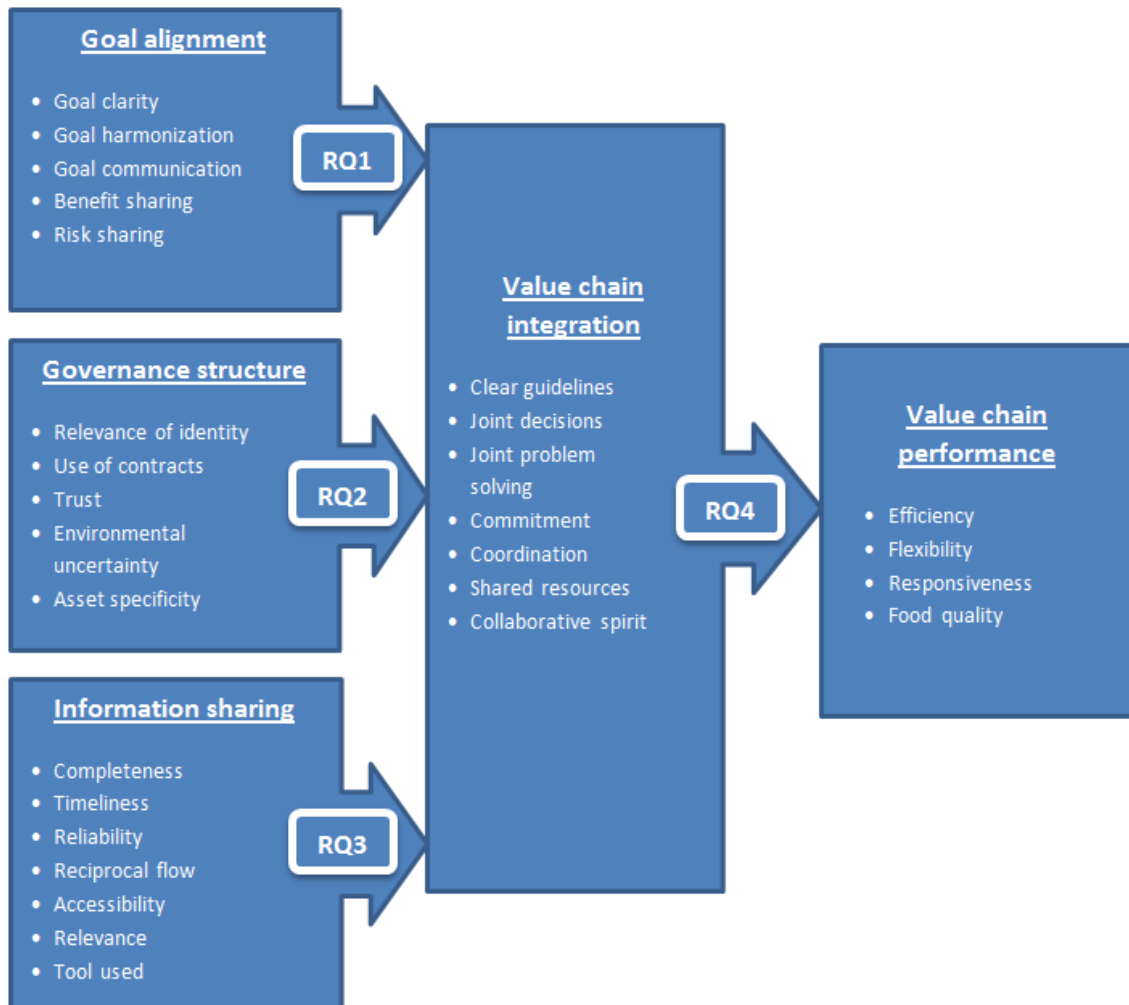 Goal alignment
• Goal clarity
• Goal harmonization
• Goal communication
• Benefit sharing
• Risk sharing
RQ1
Governance structure
• Relevance of identity
• Use of contracts
• Trust
• Environmental
uncertainty
• Asset specificity
RQ2
Information sharing
• Completeness
• Timeliness
• Reliability
• Reciprocal flow
• Accessibility
• Relevance
• Tool used
RQ3
Value chain
integration
• Clear guidelines
• Joint decisions
• Joint problem
solving
• Commitment
• Coordination
• Shared resources
• Collaborative spirit
RQ4
Value chain
performance
• Efficiency
• Flexibility
• Responsiveness
• Food quality